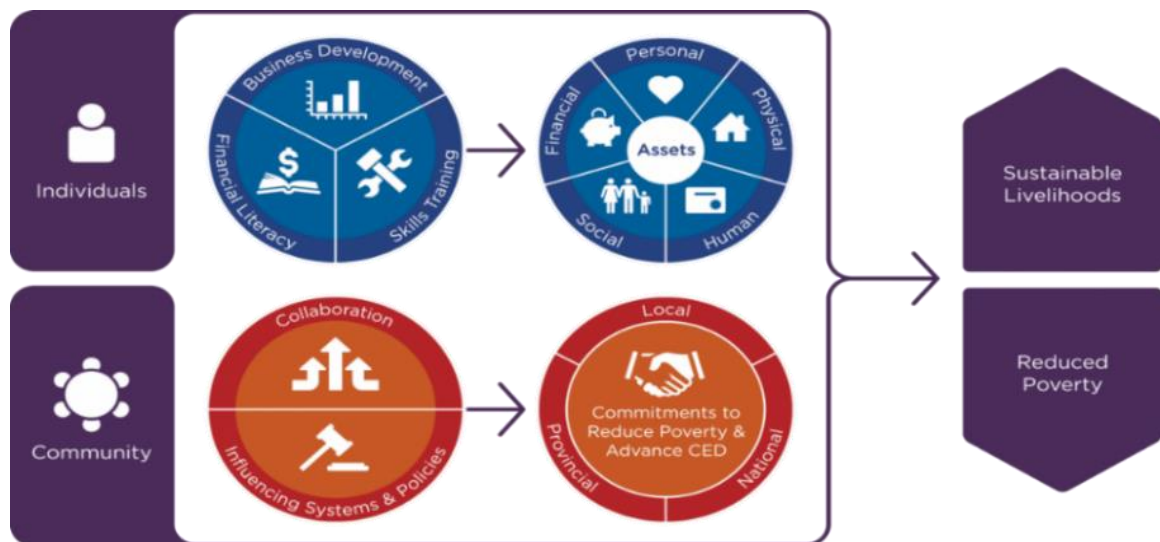 Individuals
Business Development
Financial Literacy
Skills Training
$
Personal
Financial
Physical
Assets
Social
Human
Community
Collaboration
Influencing Systems & Policies
Local
Commitments to
Reduce Poverty &
Advance CED
Provincial
National
Sustainable
Livelihoods
Reduced
Poverty